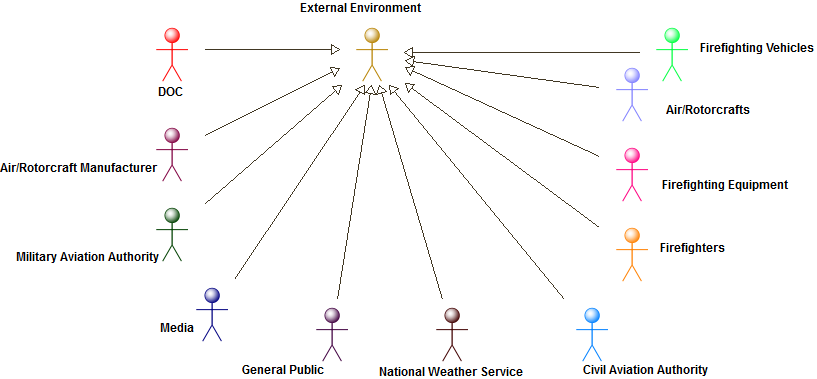 External Environment
Firefighting Vehicles
DOC
Air/Rotorcrafts
Air/Rotorcraft Manufacturer
Firefighting Equipment
Military Aviation Authority
Firefighters
Media
General Public
National Weather Service
Civil Aviation Authority